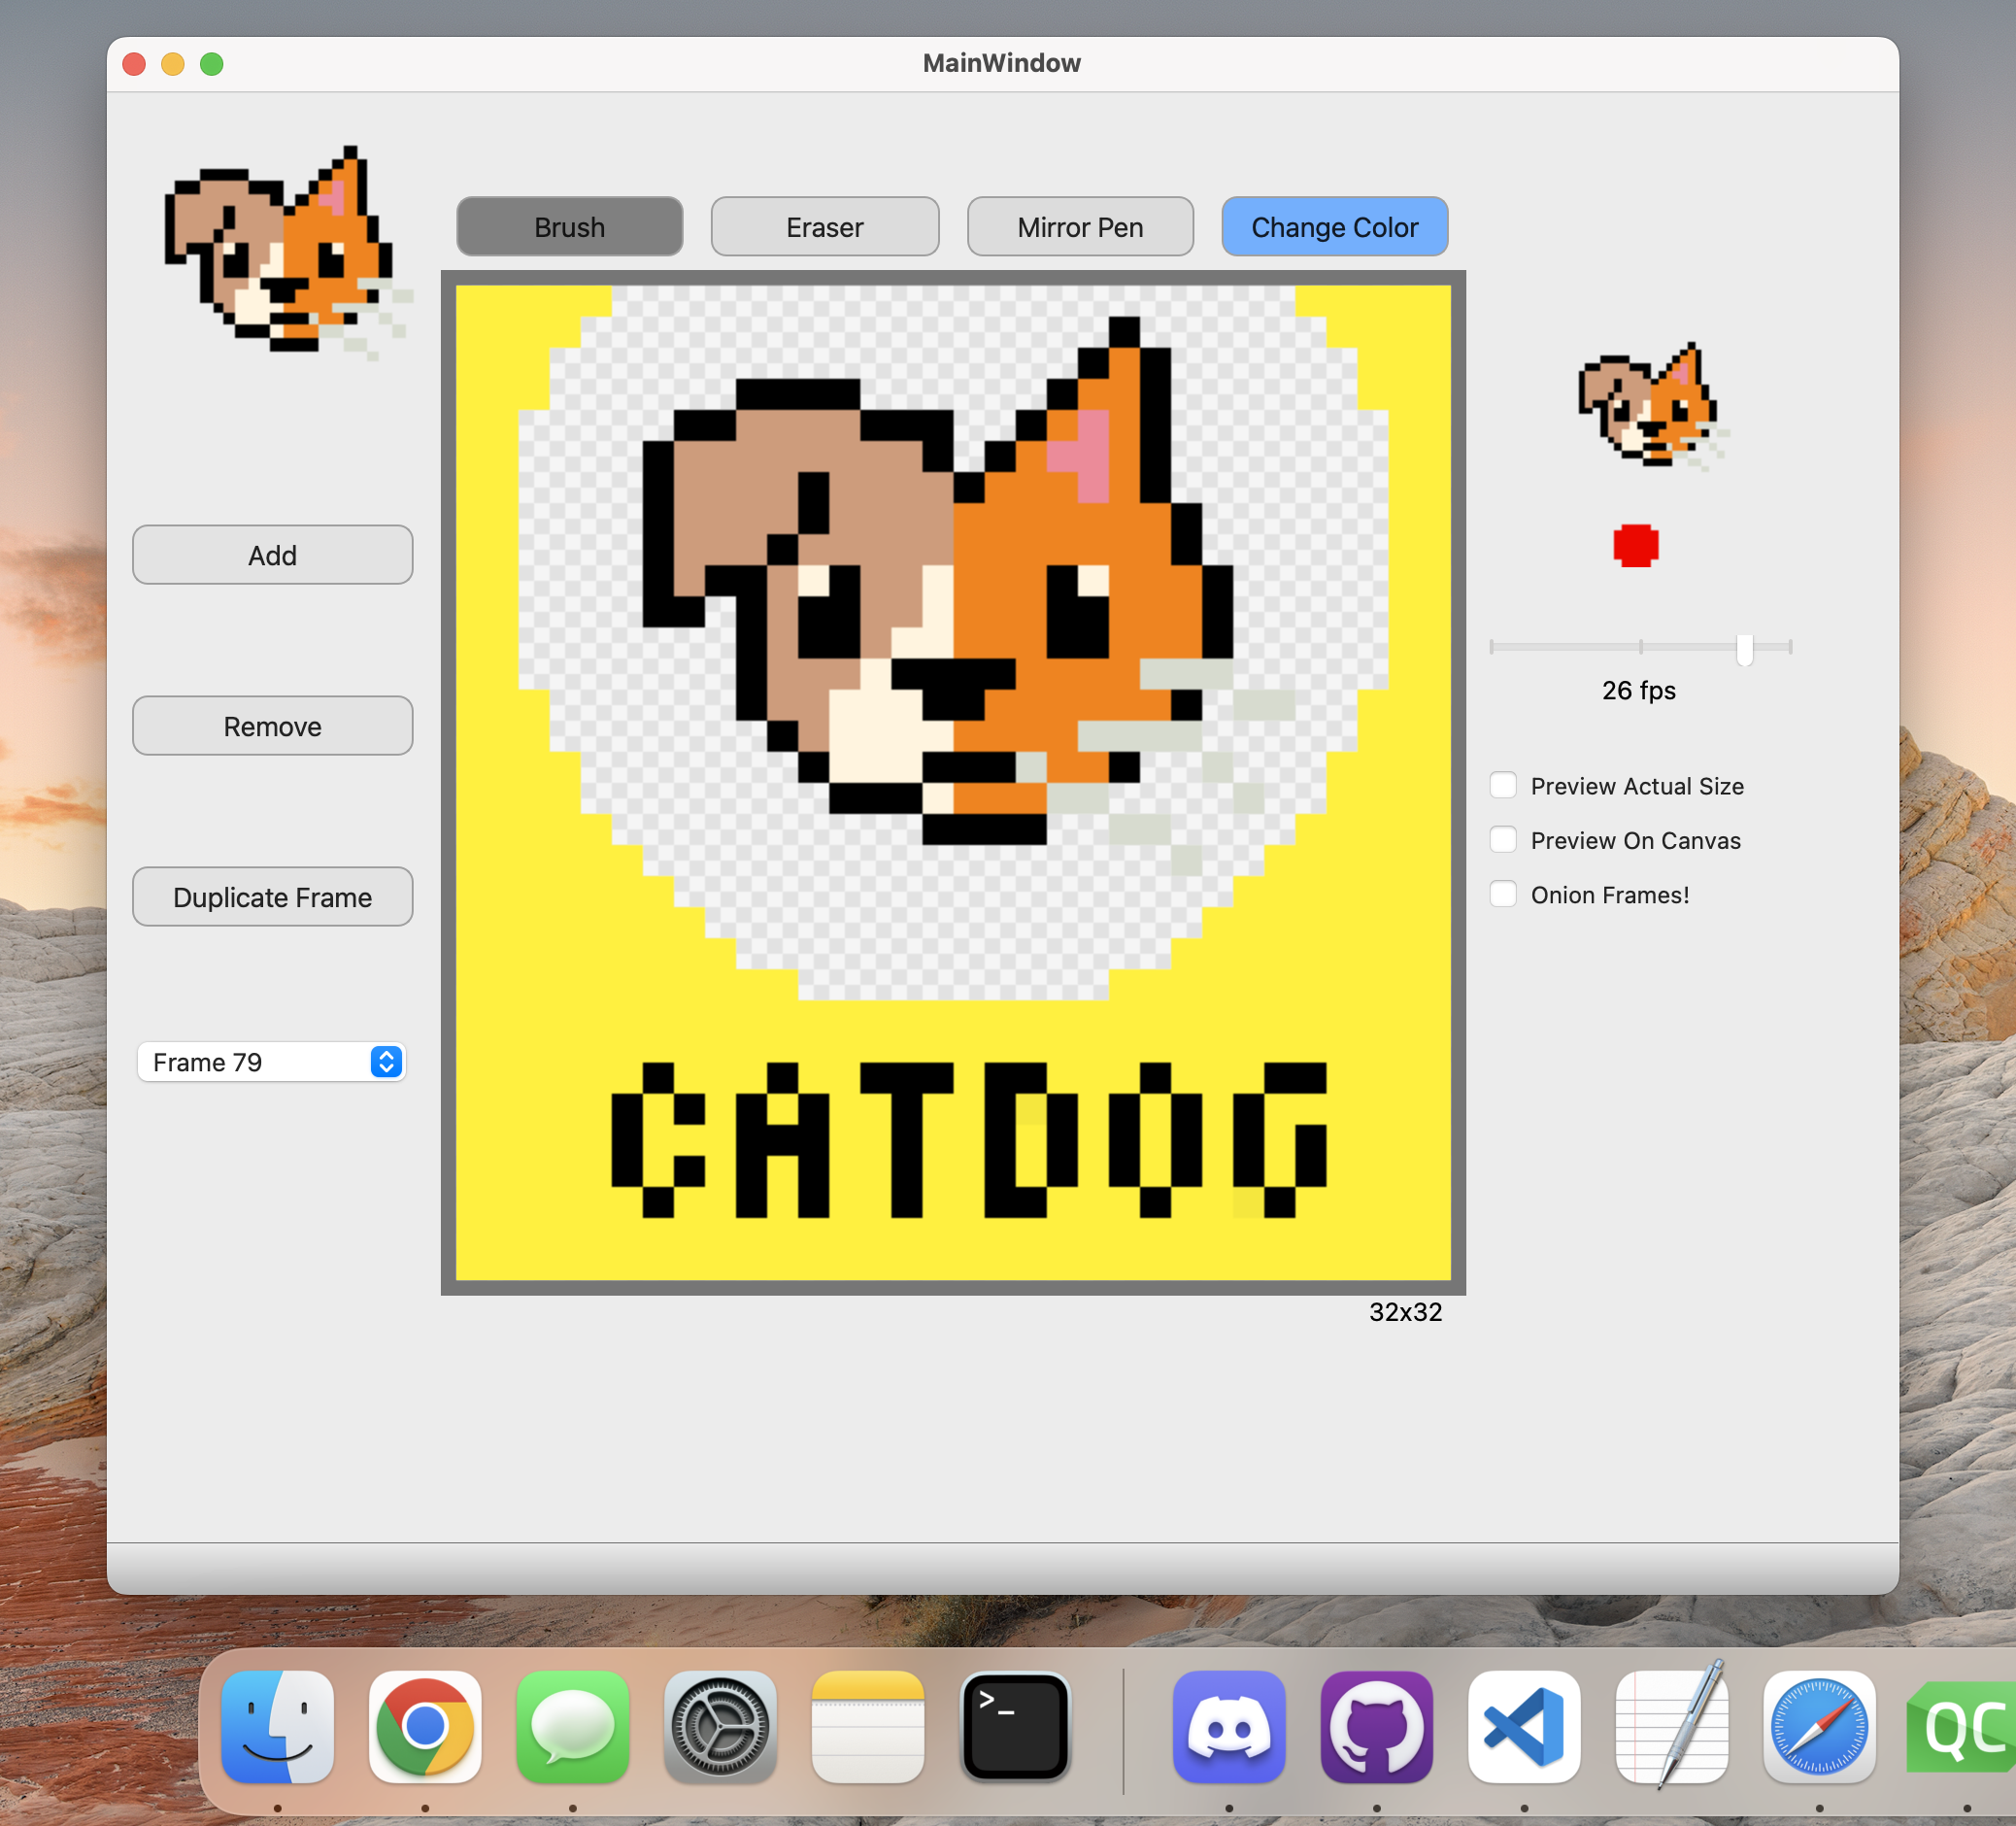 MainWindow
Brush
Eraser
Mirror Pen
Change Color
Add
Remove
Duplicate Frame
Frame 79
CATDOG
32x32
26 fps
Preview Actual Size
Preview On Canvas
Onion Frames!
>_
QC